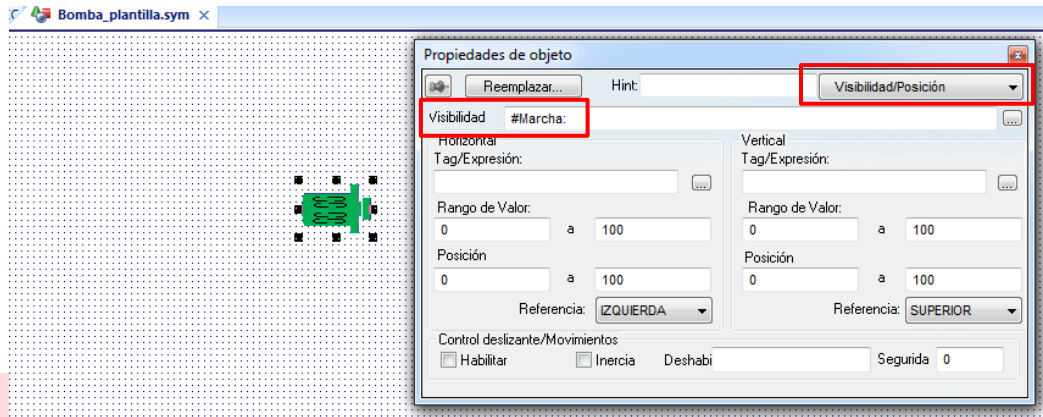 Bomba_plantilla.sym ×
Propiedades de objeto
Reemplazar... Hint: Visibilidad/Posición
Visibilidad #Marcha: ...
Horizontal Vertical
Tag/Expresión: Tag/Expresión:
... ...
Rango de Valor: Rango de Valor:
0 a 100 0 a 100
Posición Posición
0 a 100 0 a 100
Referencia: IZQUIERDA Referencia: SUPERIOR
Control deslizante/Movimientos
Habilitar Inercia Deshabi Segurida 0